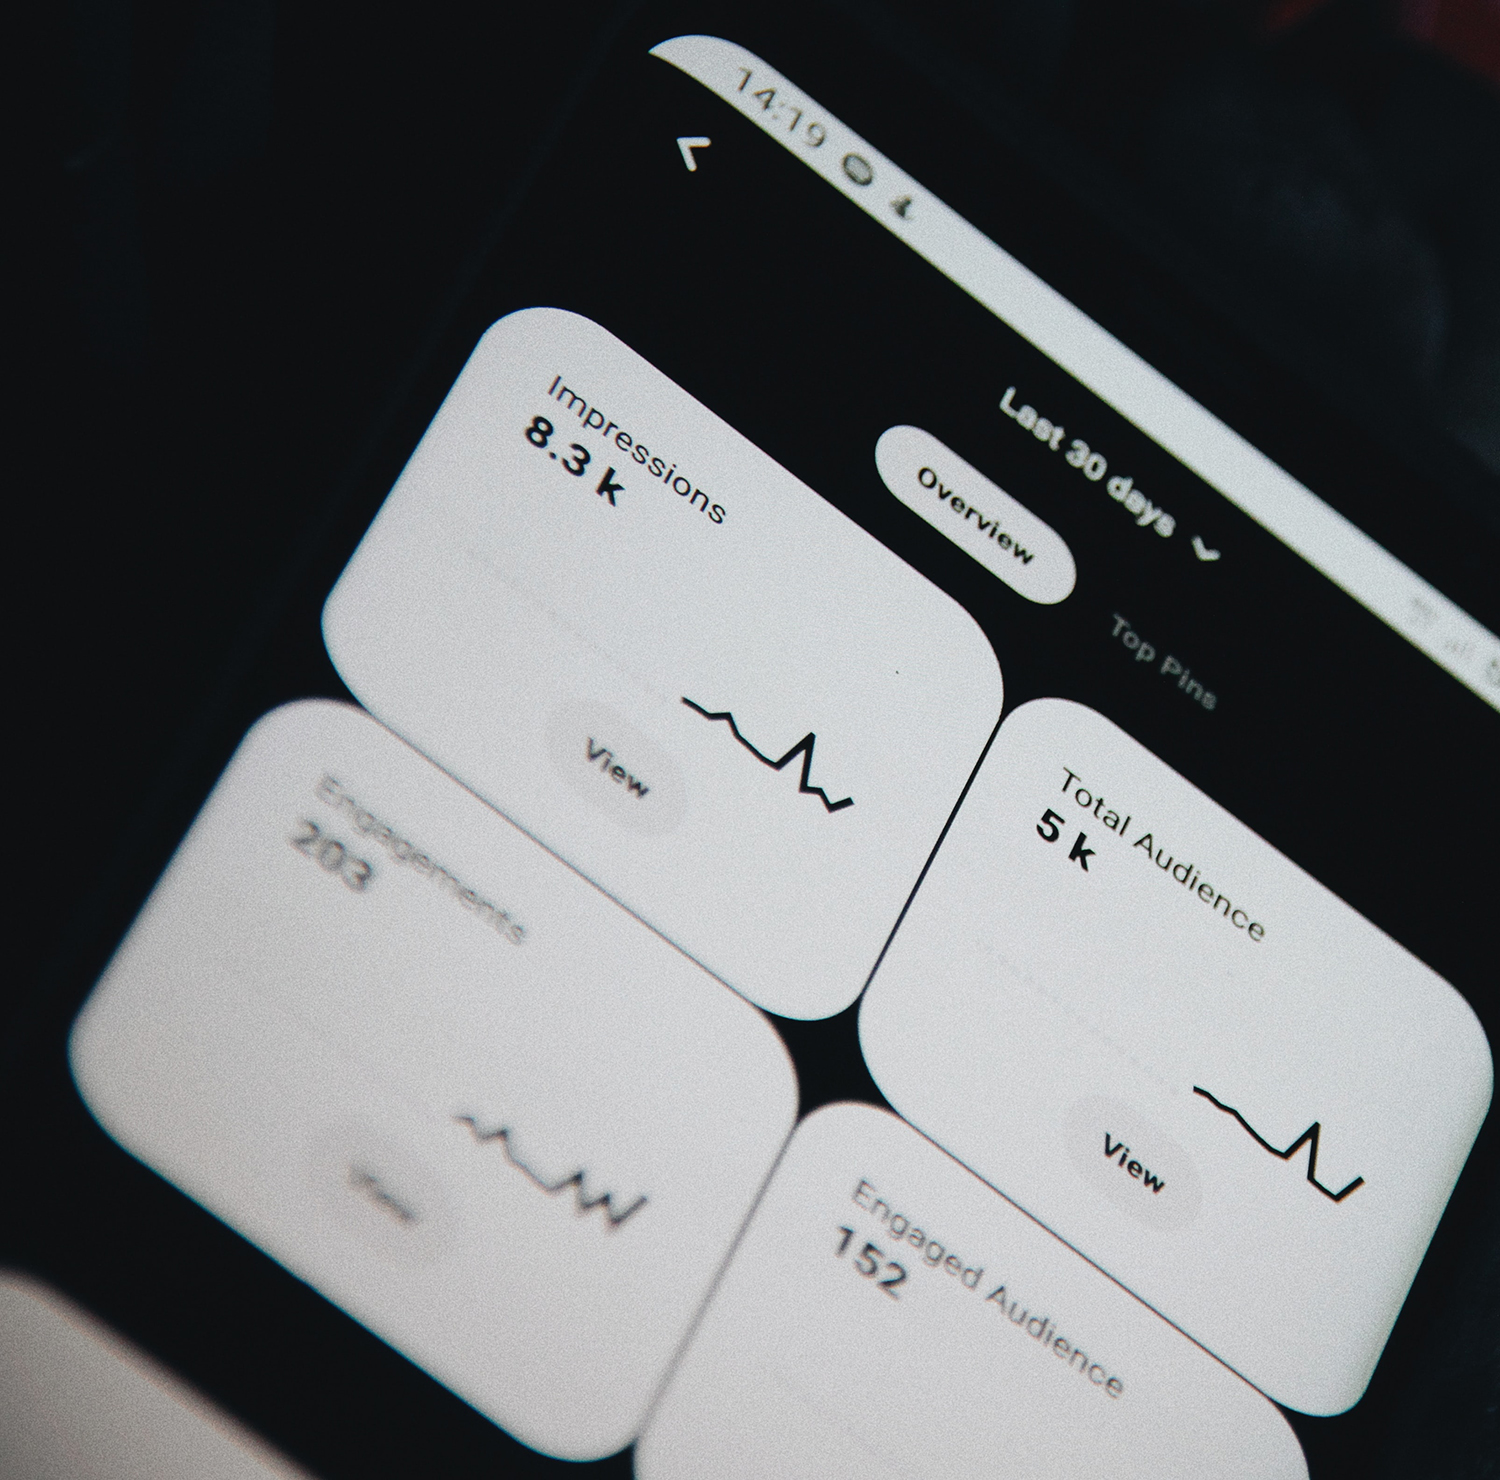 14:19
Last 30 days
Overview
Top Pins
Impressions
8.3 k
View
Total Audience
5 k
View
Engagements
203
View
Engaged Audience
152